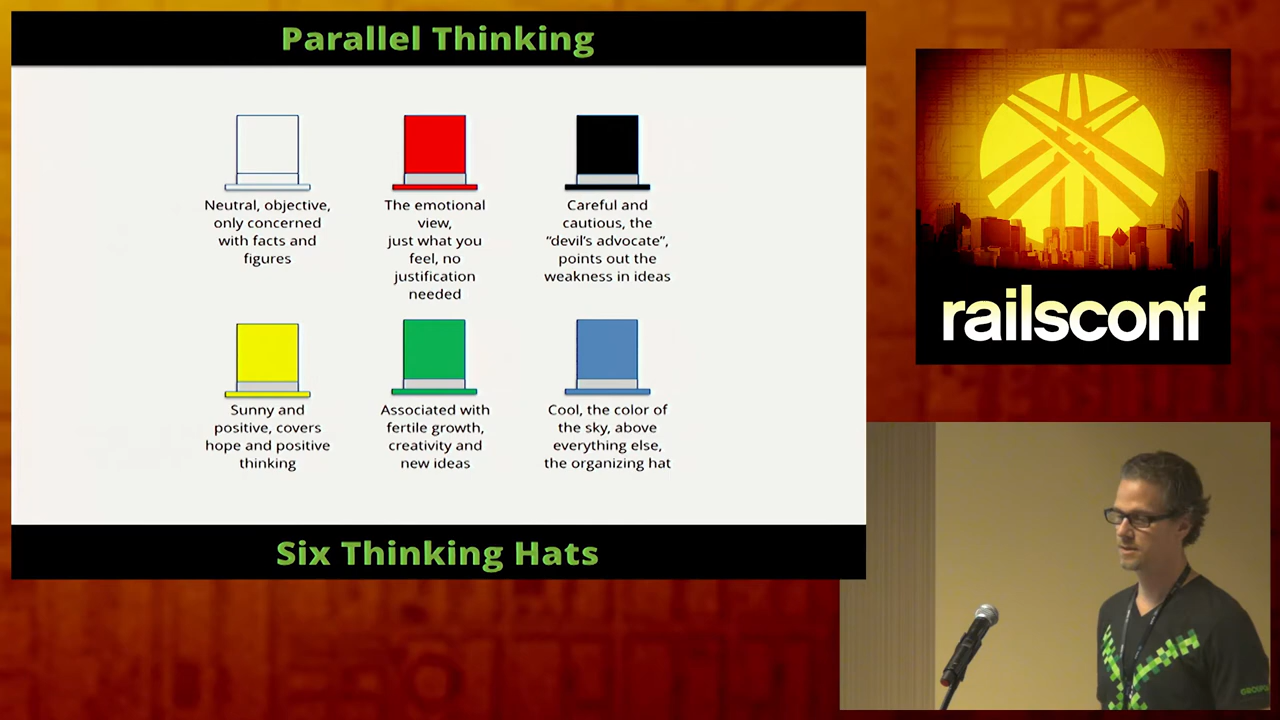 Parallel Thinking
Neutral, objective,
only concerned
with facts and
figures
The emotional
view,
just what you
feel, no
justification
needed
Careful and
cautious, the
“devil’s advocate”,
points out the
weakness in ideas
Sunny and
positive, covers
hope and positive
thinking
Associated with
fertile growth,
creativity and
new ideas
Cool, the color of
the sky, above
everything else,
the organizing hat
Six Thinking Hats
railsconf